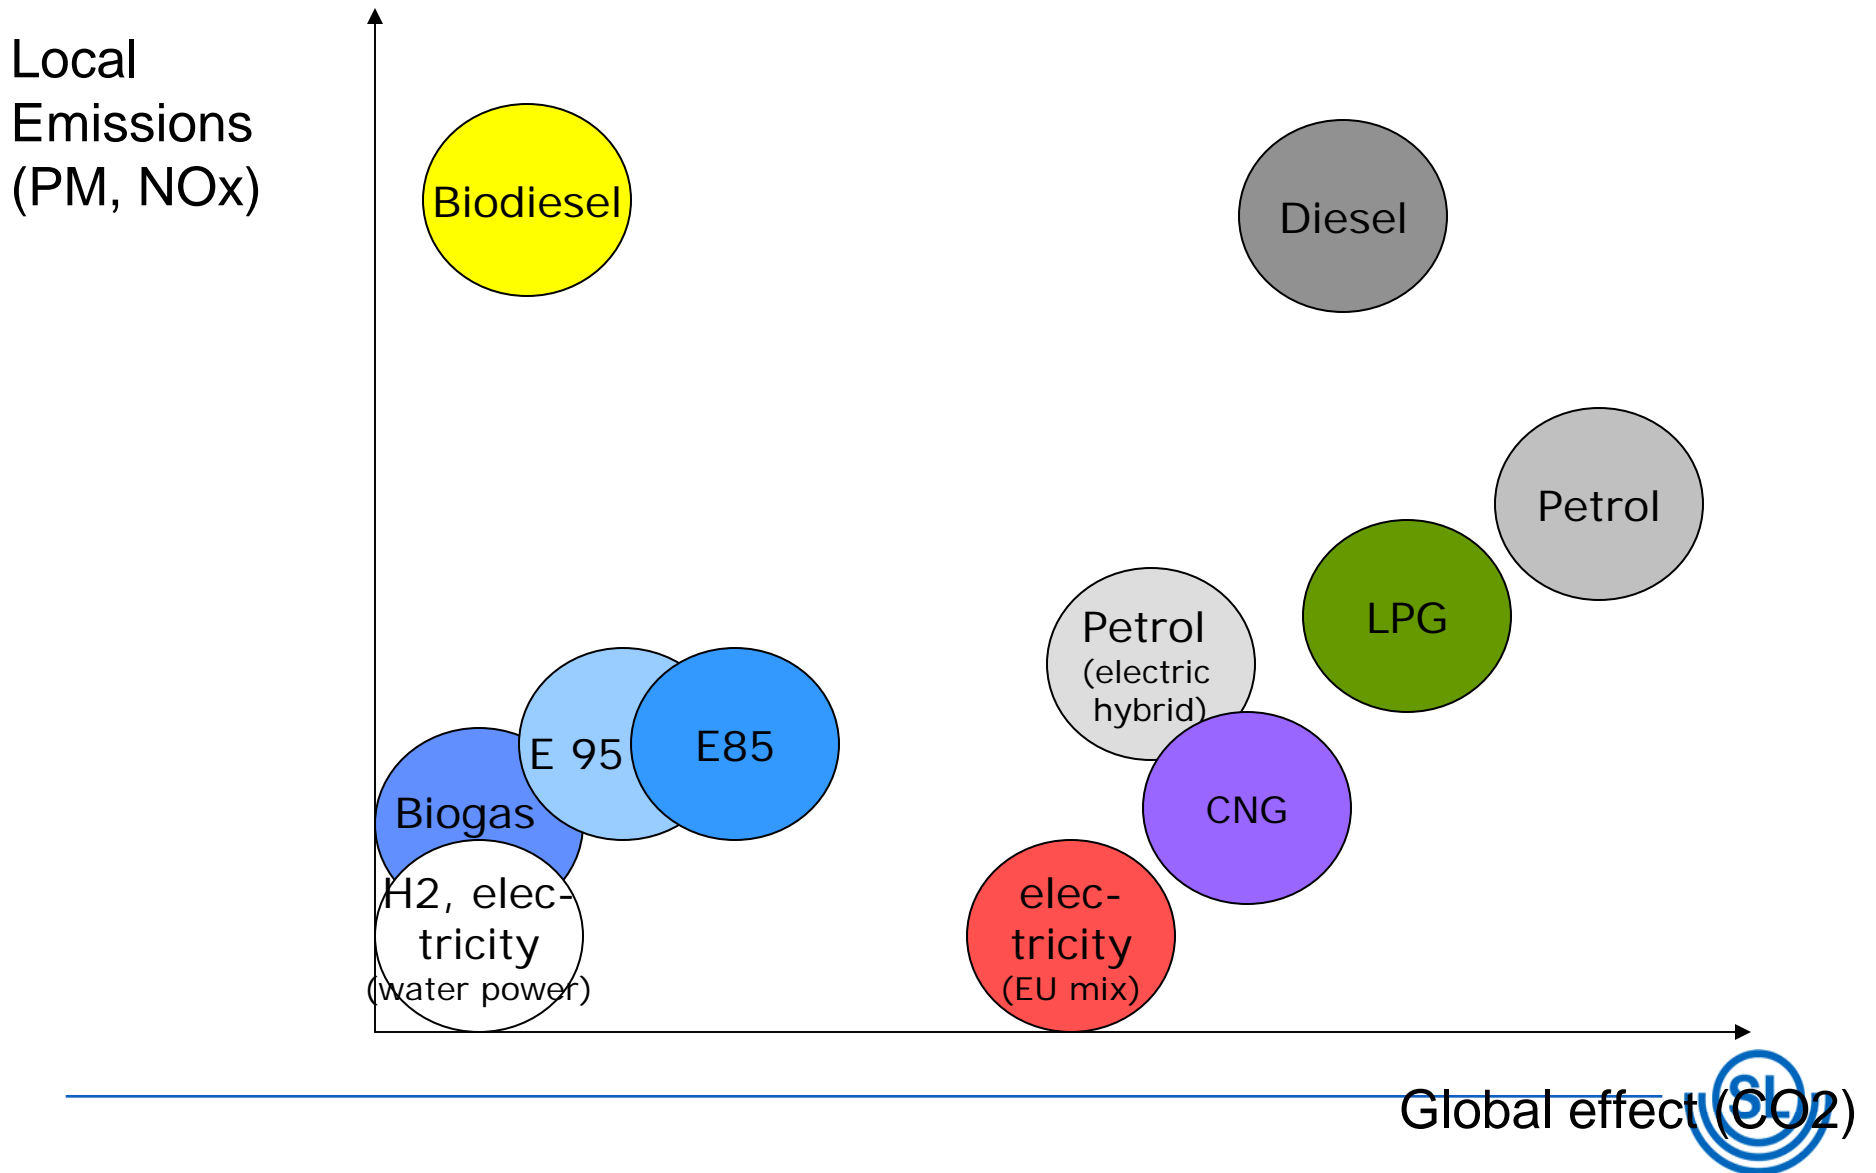 Local
Emissions
(PM, NOx)
Biodiesel
Diesel
Petrol
LPG
Petrol
(electric
hybrid)
E 95
E85
CNG
Biogas
H2, elec-
tricity
(water power)
elec-
tricity
(EU mix)
Global effect (CO2)
SL